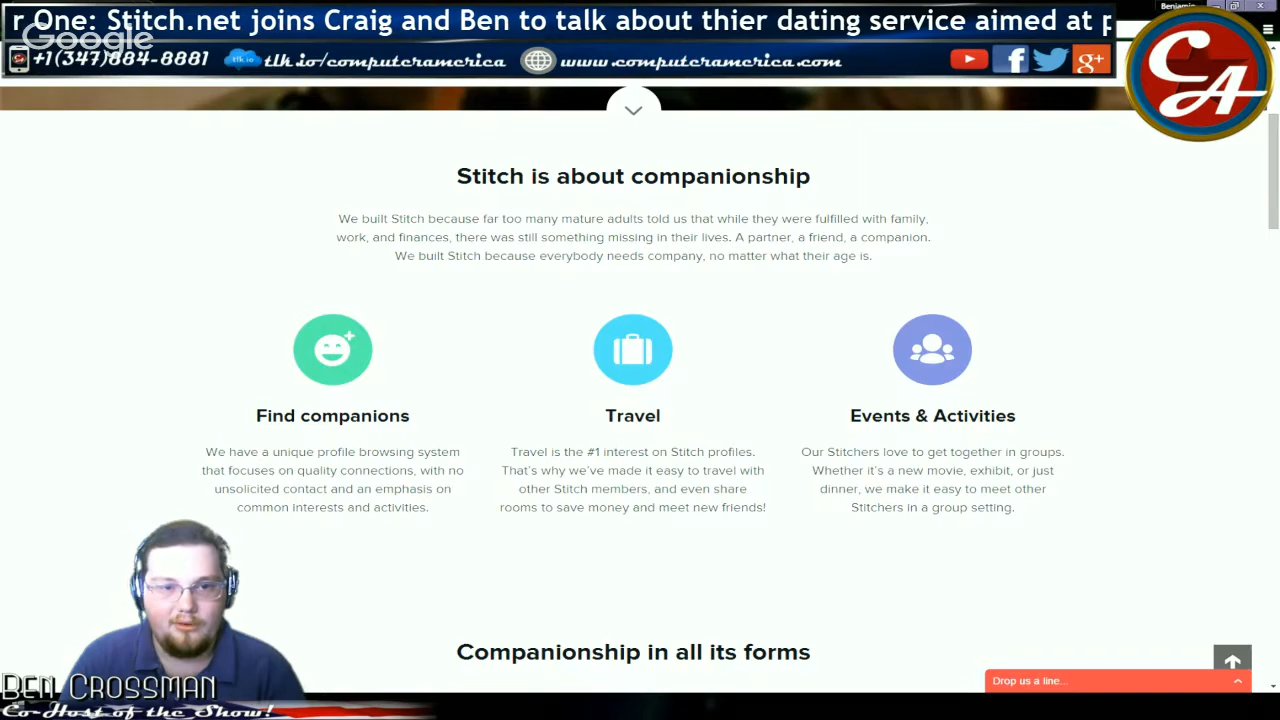 r One: Stitch.net joins Craig and Ben to talk about thier dating service aimed at p
Benjamin
Google
+1(347)884-8881 tlk.io tlk.io/computeramerica www.computeramerica.com f g+
CA
Stitch is about companionship
We built Stitch because far too many mature adults told us that while they were fulfilled with family,
work, and finances, there was still something missing in their lives. A partner, a friend, a companion.
We built Stitch because everybody needs company, no matter what their age is.
Find companions
We have a unique profile browsing system
that focuses on quality connections, with no
unsolicited contact and an emphasis on
common interests and activities.
Travel
Travel is the #1 interest on Stitch profiles.
That's why we've made it easy to travel with
other Stitch members, and even share
rooms to save money and meet new friends!
Events & Activities
Our Stitchers love to get together in groups.
Whether it's a new movie, exhibit, or just
dinner, we make it easy to meet other
Stitchers in a group setting.
Companionship in all its forms
Drop us a line...
Ben Crossman
Co-Host of the Show!